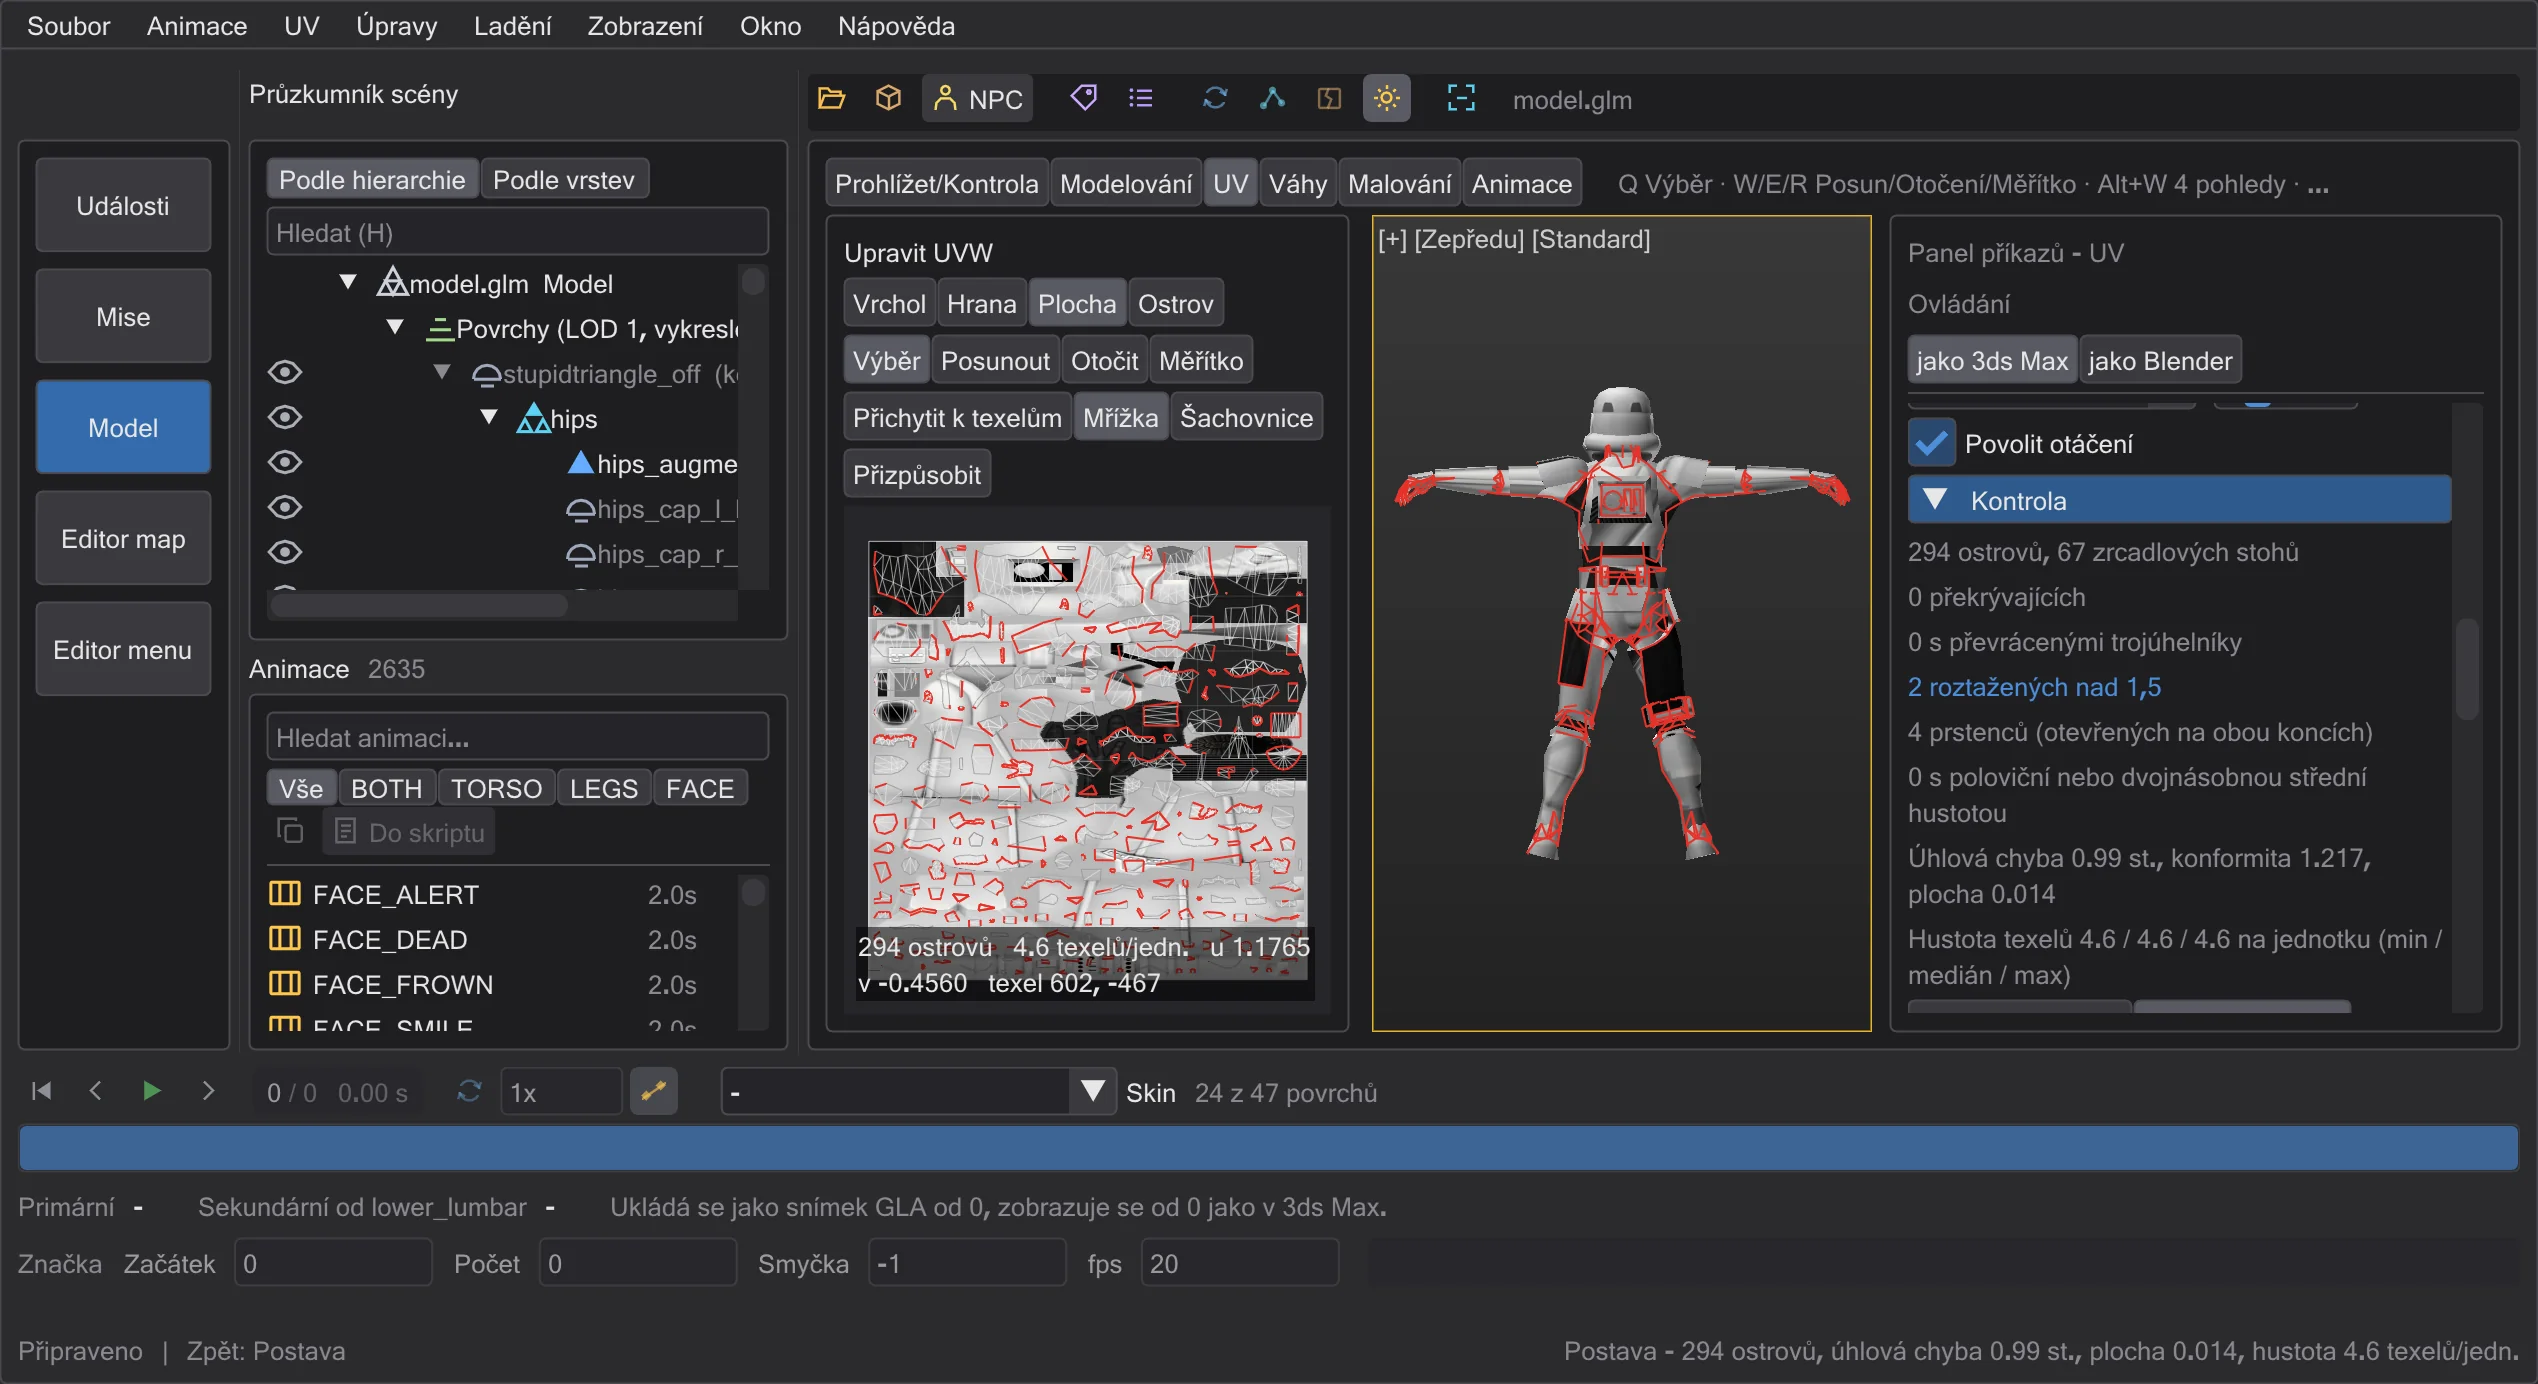 Soubor Animace UV Úpravy Ladění Zobrazení Okno Nápověda
Průzkumník scény
NPC model.glm
Události
Mise
Model
Editor map
Editor menu
Podle hierarchie Podle vrstev
Hledat (H)
model.glm Model
Povrchy (LOD 1, vykresl
stupidtriangle_off (k
hips
hips_augme
hips_cap_l_
hips_cap_r_
Animace 2635
Hledat animaci...
Vše BOTH TORSO LEGS FACE
Do skriptu
FACE_ALERT 2.0s
FACE_DEAD 2.0s
FACE_FROWN 2.0s
FACE_SMILE 2.0s
Prohlížet/Kontrola Modelování UV Váhy Malování Animace Q Výběr · W/E/R Posun/Otočení/Měřítko · Alt+W 4 pohledy · ...
Upravit UVW
Vrchol Hrana Plocha Ostrov
Výběr Posunout Otočit Měřítko
Přichytit k texelům Mřížka Šachovnice
Přizpůsobit
294 ostrovů 4.6 texelů/jedn. u 1.1765
v -0.4560 texel 602, -467
[+] [Zepředu] [Standard]
Panel příkazů - UV
Ovládání
jako 3ds Max jako Blender
Povolit otáčení
Kontrola
294 ostrovů, 67 zrcadlových stohů
0 překrývajících
0 s převrácenými trojúhelníky
2 roztažených nad 1,5
4 prstenců (otevřených na obou koncích)
0 s poloviční nebo dvojnásobnou střední
hustotou
Úhlová chyba 0.99 st., konformita 1.217,
plocha 0.014
Hustota texelů 4.6 / 4.6 / 4.6 na jednotku (min /
medián / max)
0 / 0 0.00 s 1x - Skin 24 z 47 povrchů
Primární - Sekundární od lower_lumbar - Ukládá se jako snímek GLA od 0, zobrazuje se od 0 jako v 3ds Max.
Značka Začátek 0 Počet 0 Smyčka -1 fps 20
Připraveno | Zpět: Postava
Postava - 294 ostrovů, úhlová chyba 0.99 st., plocha 0.014, hustota 4.6 texelů/jedn.